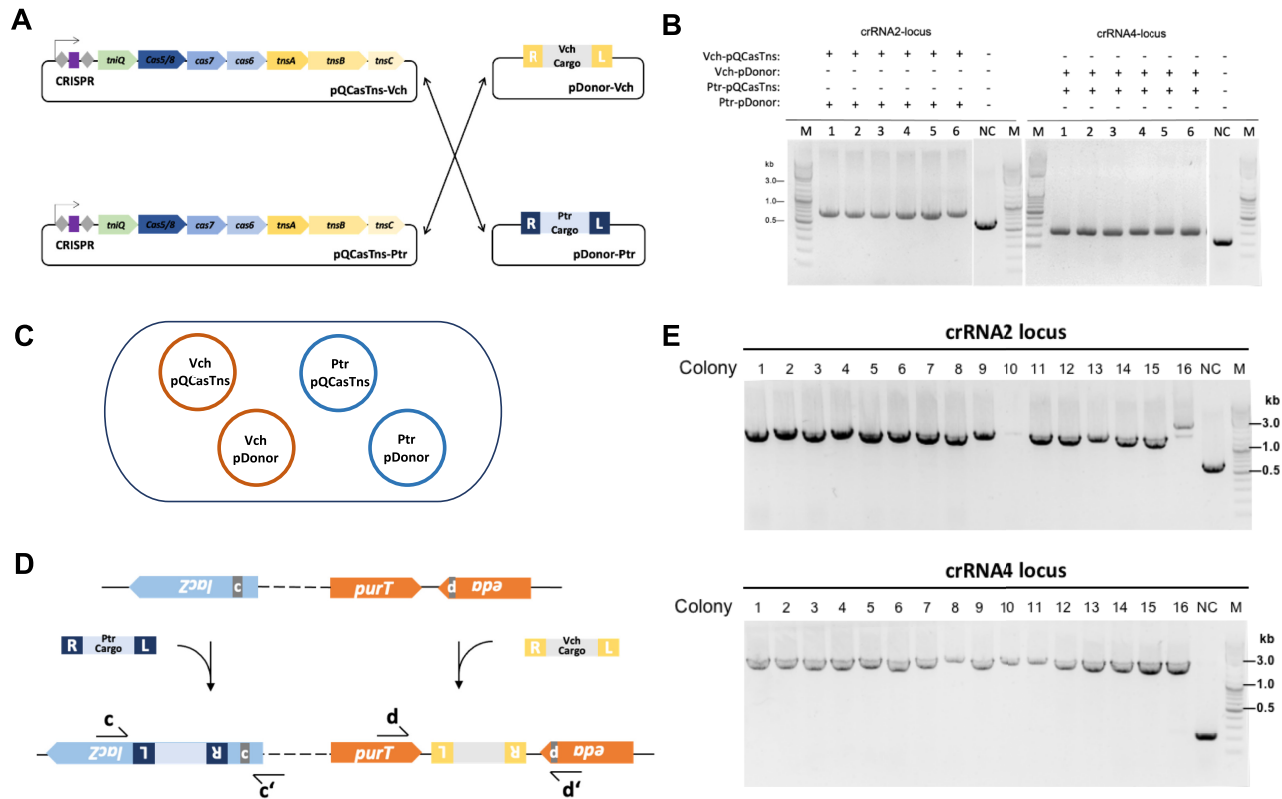 A
tniQ Cas5/8 cas7 cas6 tnsA tnsB tnsC
CRISPR
pQCasTns-Vch
R Vch Cargo L
pDonor-Vch
tniQ Cas5/8 cas7 cas6 tnsA tnsB tnsC
CRISPR
pQCasTns-Ptr
R Ptr Cargo L
pDonor-Ptr
B
crRNA2-locus
crRNA4-locus
Vch-pQCasTns: + + + + + + - - - - - - - -
Vch-pDonor: - - - - - - - + + + + + + -
Ptr-pQCasTns: - - - - - - - + + + + + + -
Ptr-pDonor: + + + + + + - - - - - - - -
M 1 2 3 4 5 6 NC M
M 1 2 3 4 5 6 NC M
kb
3.0
1.0
0.5
C
Vch
pQCasTns
Ptr
pQCasTns
Vch
pDonor
Ptr
pDonor
D
lacZ c purT d eda
R Ptr Cargo L
R Vch Cargo L
c
d
lacZ L R c purT L R d eda
c‘
d‘
E
crRNA2 locus
Colony 1 2 3 4 5 6 7 8 9 10 11 12 13 14 15 16 NC M
kb
3.0
1.0
0.5
crRNA4 locus
Colony 1 2 3 4 5 6 7 8 9 10 11 12 13 14 15 16 NC M
kb
3.0
1.0
0.5